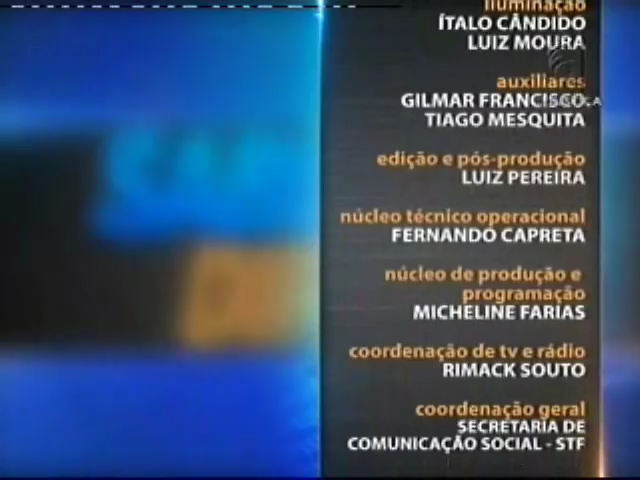 iluminação
ÍTALO CÂNDIDO
LUIZ MOURA
auxiliares
GILMAR FRANCISCO
TIAGO MESQUITA
edição e pós-produção
LUIZ PEREIRA
núcleo técnico operacional
FERNANDO CAPRETA
núcleo de produção e
programação
MICHELINE FARIAS
coordenação de tv e rádio
RIMACK SOUTO
coordenação geral
SECRETARIA DE
COMUNICAÇÃO SOCIAL - STF